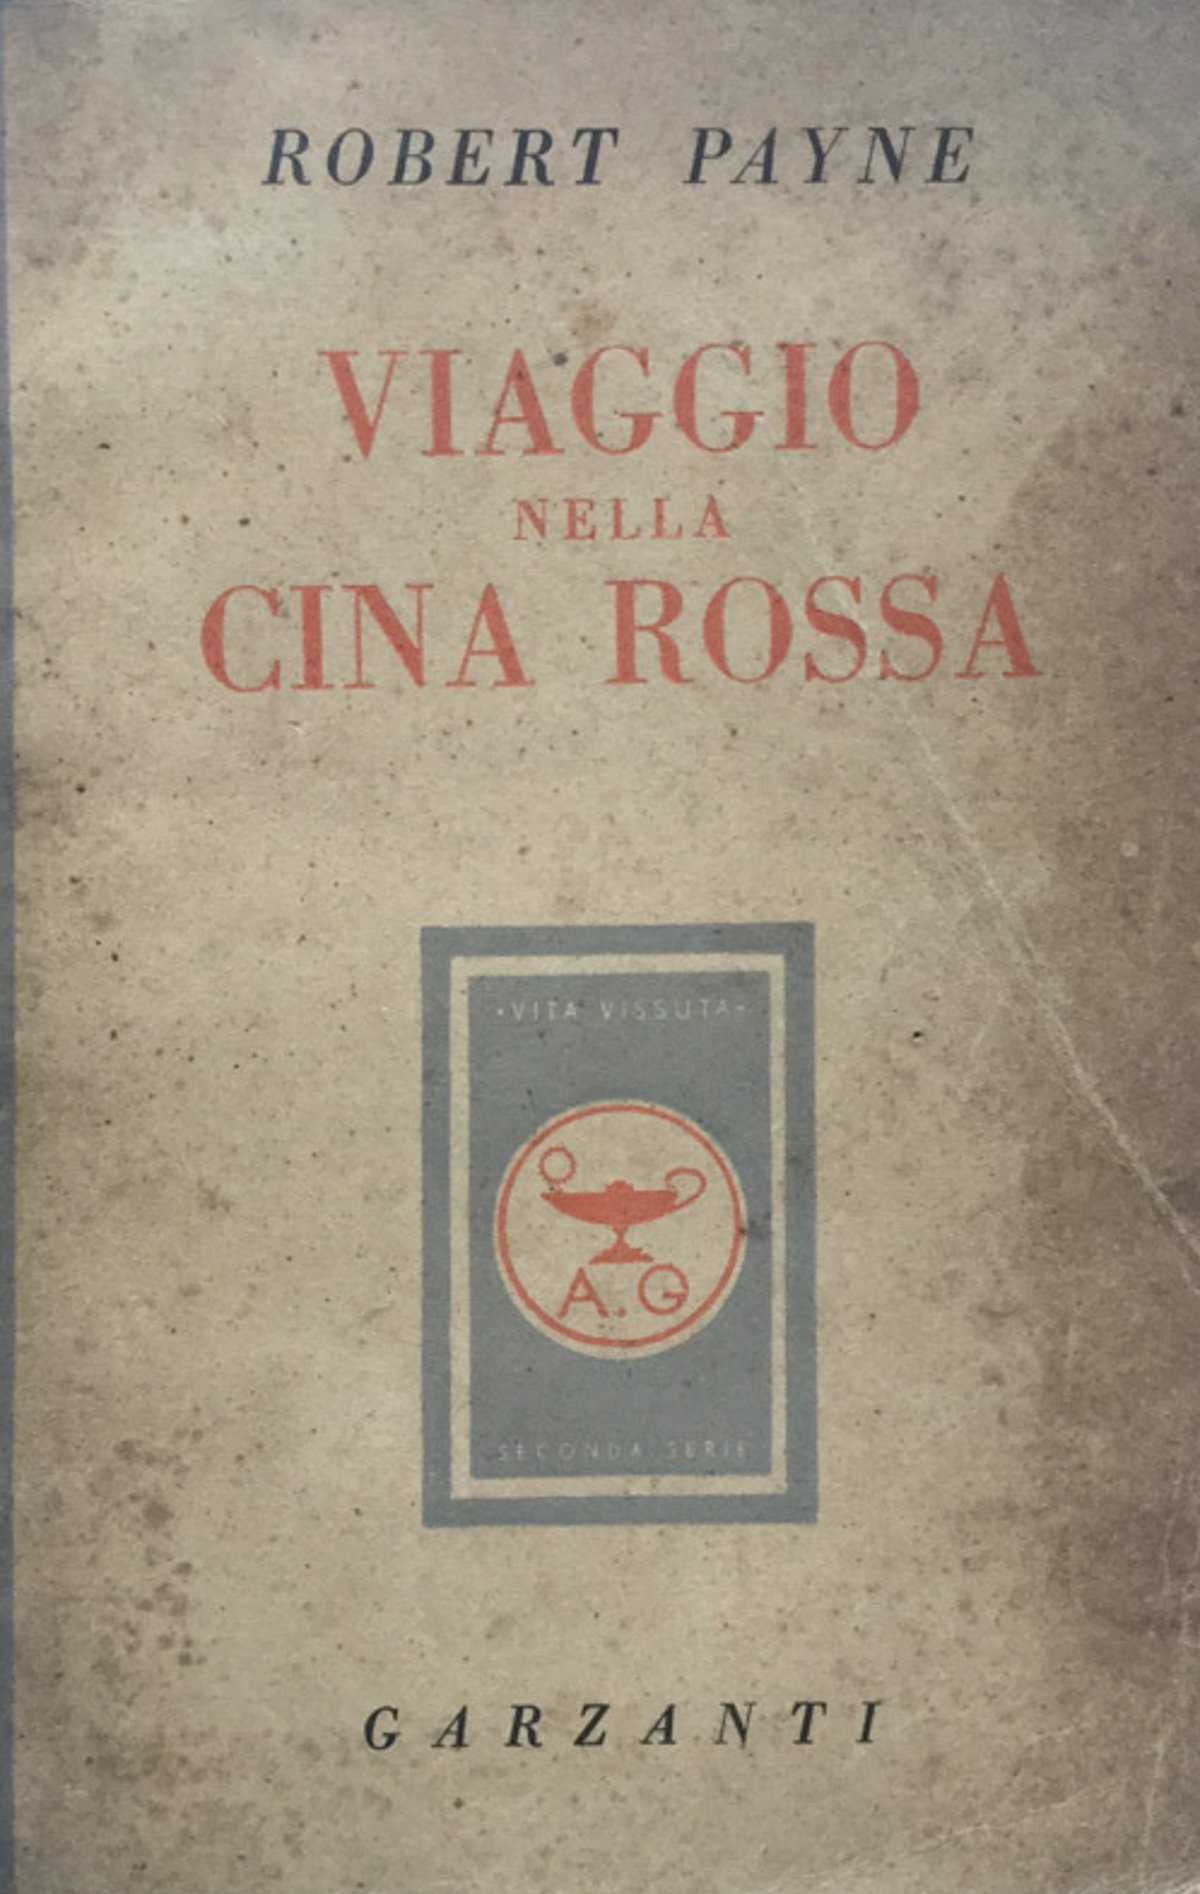 ROBERT PAYNE
VIAGGIO
NELLA
CINA ROSSA
•VITA VISSUTA•
A.G
SECONDA SERIE
GARZANTI